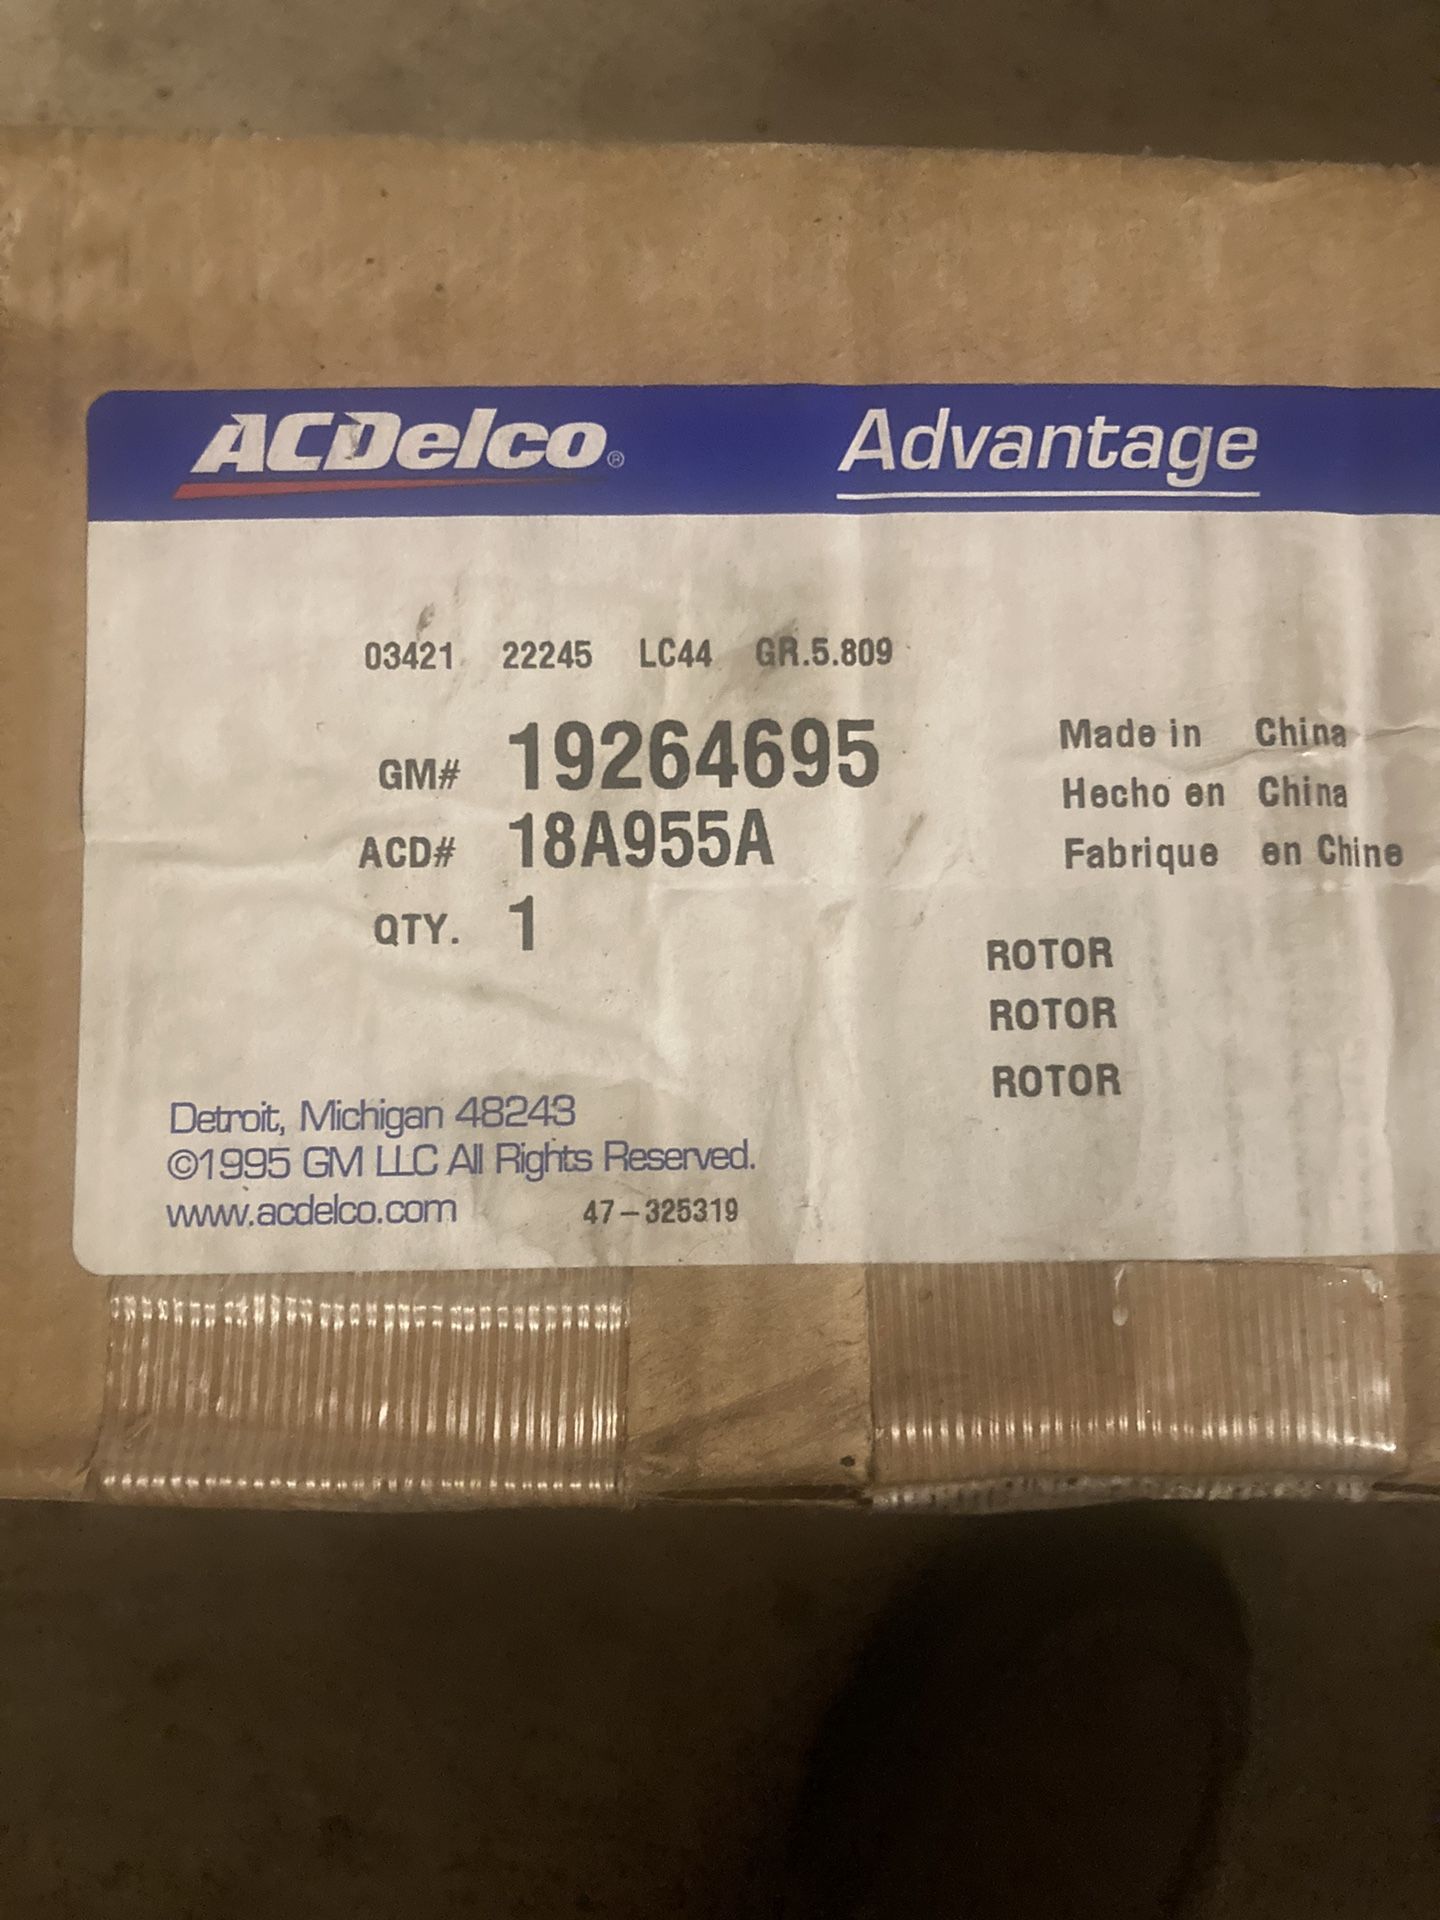 ACDelco® Advantage
03421 22245 LC44 GR.5.809
GM# 19264695
ACD# 18A955A
QTY. 1
Made in China
Hecho en China
Fabrique en Chine
ROTOR
ROTOR
ROTOR
Detroit, Michigan 48243
©1995 GM LLC All Rights Reserved.
www.acdelco.com 47-325319